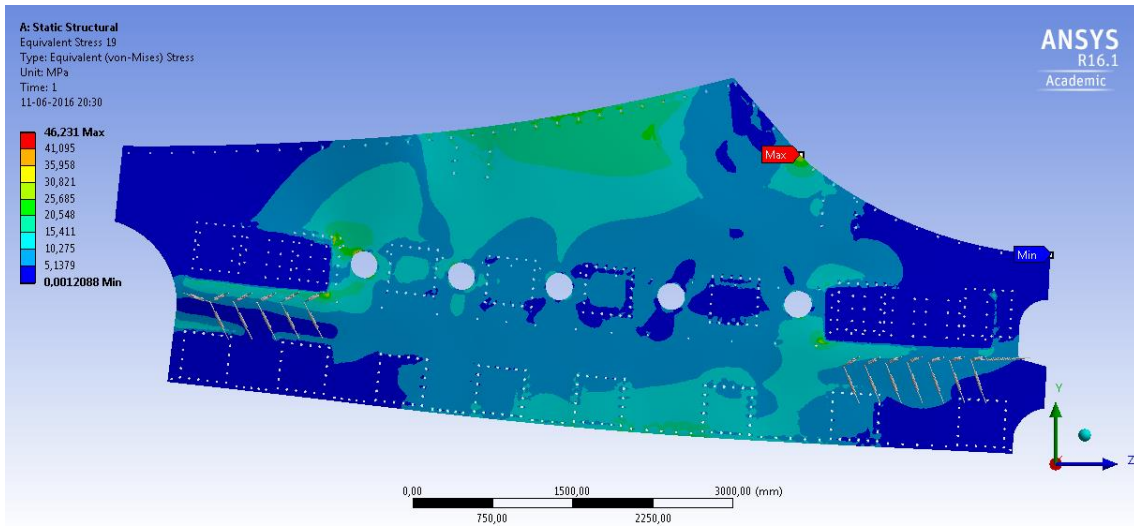 A: Static Structural
Equivalent Stress 19
Type: Equivalent (von-Mises) Stress
Unit: MPa
Time: 1
11-06-2016 20:30
46,231 Max
41,095
35,958
30,821
25,685
20,548
15,411
10,275
5,1379
0,0012088 Min
ANSYS
R16.1
Academic
Max
Min
Y
Z
0,00 1500,00 3000,00 (mm)
750,00 2250,00